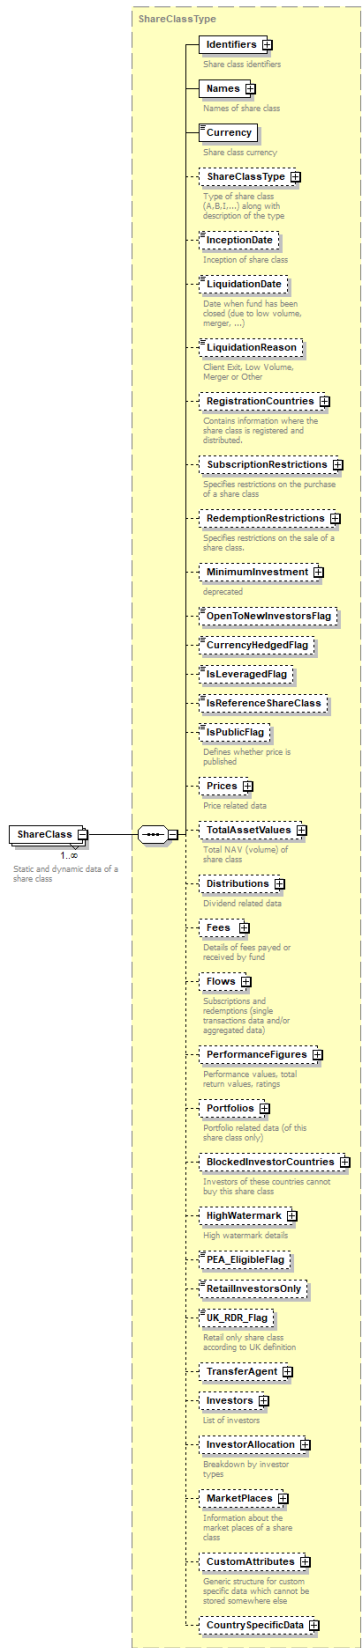 ShareClassType
Identifiers
Share class identifiers
Names
Names of share class
Currency
Share class currency
ShareClassType
Type of share class
(A,B,I,...) along with
description of the type
InceptionDate
Inception of share class
LiquidationDate
Date when fund has been
closed (due to low volume,
merger, ...)
LiquidationReason
Client Exit, Low Volume,
Merger or Other
RegistrationCountries
Contains information where the
share class is registered and
distributed.
SubscriptionRestrictions
Specifies restrictions on the purchase
of a share class
RedemptionRestrictions
Specifies restrictions on the sale of a
share class.
MinimumInvestment
deprecated
OpenToNewInvestorsFlag
CurrencyHedgedFlag
IsLeveragedFlag
IsReferenceShareClass
IsPublicFlag
Defines whether price is
published
Prices
Price related data
ShareClass
1..∞
Static and dynamic data of a
share class
TotalAssetValues
Total NAV (volume) of
share class
Distributions
Dividend related data
Fees
Details of fees payed or
received by fund
Flows
Subscriptions and
redemptions (single
transactions data and/or
aggregated data)
PerformanceFigures
Performance values, total
return values, ratings
Portfolios
Portfolio related data (of this
share class only)
BlockedInvestorCountries
Investors of these countries cannot
buy this share class
HighWatermark
High watermark details
PEA_EligibleFlag
RetailInvestorsOnly
UK_RDR_Flag
Retail only share class
according to UK definition
TransferAgent
Investors
List of investors
InvestorAllocation
Breakdown by investor
types
MarketPlaces
Information about the
market places of a share
class
CustomAttributes
Generic structure for custom
specific data which cannot be
stored somewhere else
CountrySpecificData